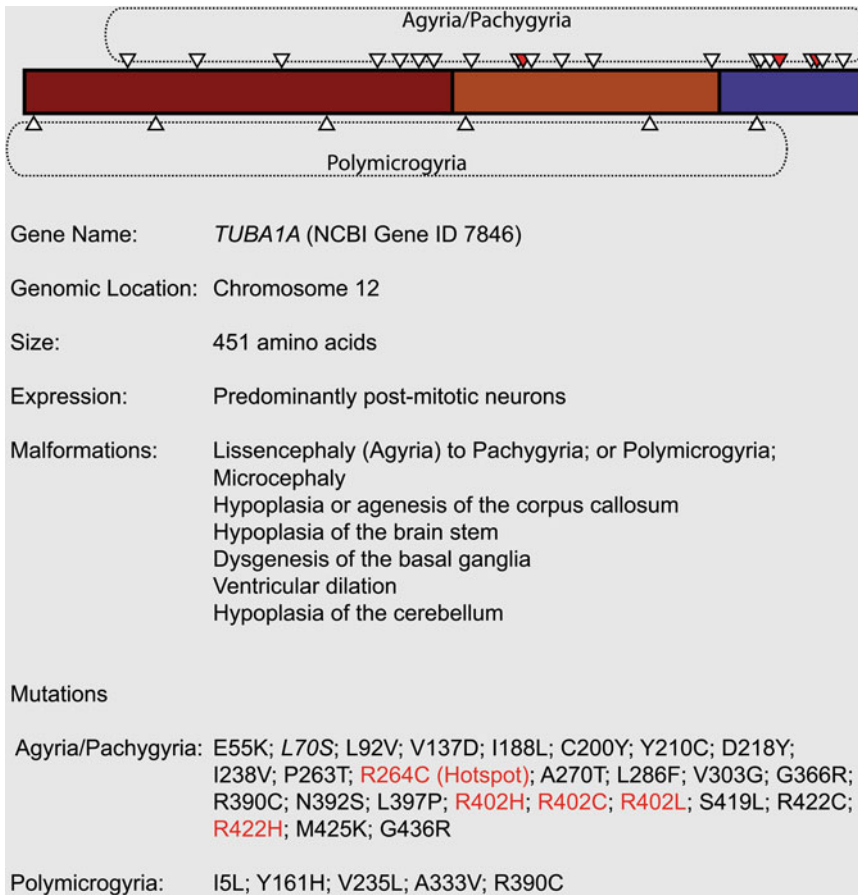 Agyria/Pachygyria
Polymicrogyria
Gene Name: TUBA1A (NCBI Gene ID 7846)
Genomic Location: Chromosome 12
Size: 451 amino acids
Expression: Predominantly post-mitotic neurons
Malformations: Lissencephaly (Agyria) to Pachygyria; or Polymicrogyria;
Microcephaly
Hypoplasia or agenesis of the corpus callosum
Hypoplasia of the brain stem
Dysgenesis of the basal ganglia
Ventricular dilation
Hypoplasia of the cerebellum
Mutations
Agyria/Pachygyria: E55K; L70S; L92V; V137D; I188L; C200Y; Y210C; D218Y;
I238V; P263T; R264C (Hotspot); A270T; L286F; V303G; G366R;
R390C; N392S; L397P; R402H; R402C; R402L; S419L; R422C;
R422H; M425K; G436R
Polymicrogyria: I5L; Y161H; V235L; A333V; R390C